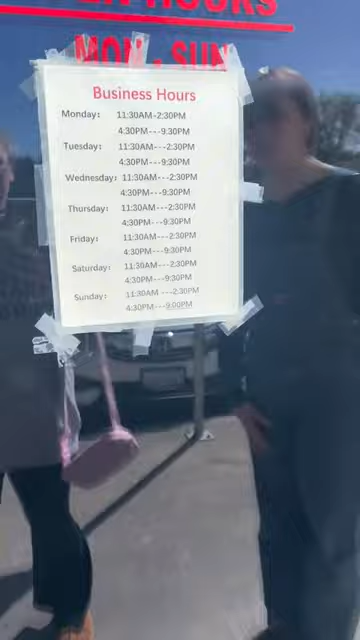 HOURS
MON - SUN
Business Hours
Monday: 11:30AM-2:30PM
4:30PM---9:30PM
Tuesday: 11:30AM---2:30PM
4:30PM---9:30PM
Wednesday: 11:30AM---2:30PM
4:30PM---9:30PM
Thursday: 11:30AM---2:30PM
4:30PM---9:30PM
Friday: 11:30AM---2:30PM
4:30PM---9:30PM
Saturday: 11:30AM---2:30PM
4:30PM---9:30PM
Sunday: 11:30AM ---2:30PM
4:30PM---9:00PM